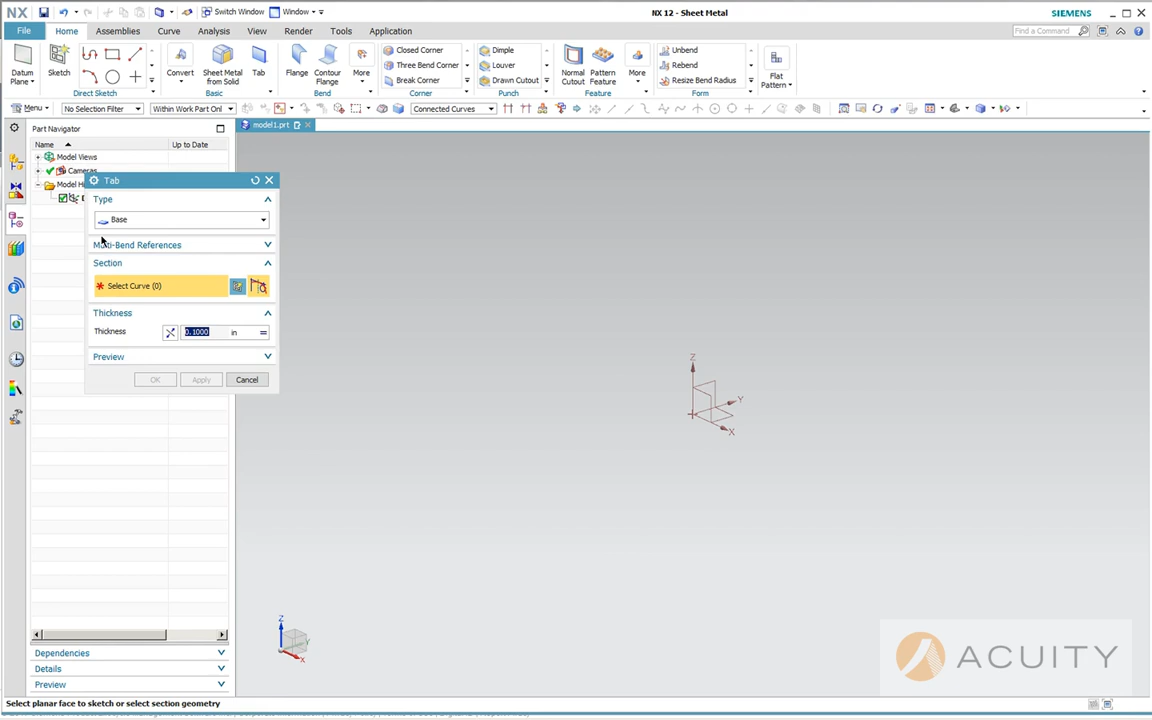 NX
Switch Window
Window
NX 12 - Sheet Metal
SIEMENS
File
Home
Assemblies
Curve
Analysis
View
Render
Tools
Application
Find a Command
Datum Plane
Sketch
Direct Sketch
Convert
Sheet Metal from Solid
Tab
Basic
Flange
Contour Flange
More
Bend
Closed Corner
Three Bend Corner
Break Corner
Corner
Dimple
Louver
Drawn Cutout
Punch
Normal Cutout
Pattern Feature
More
Feature
Unbend
Rebend
Resize Bend Radius
Form
Flat Pattern
Menu
No Selection Filter
Within Work Part Onl
Connected Curves
Part Navigator
model1.prt
Name
Up to Date
Model Views
Cameras
Model H
Tab
Type
Base
Multi-Bend References
Section
* Select Curve (0)
Thickness
Thickness
0.1000
in
=
Preview
OK
Apply
Cancel
Z
Y
X
Z
Y
X
Dependencies
Details
Preview
ACUITY
Select planar face to sketch or select section geometry